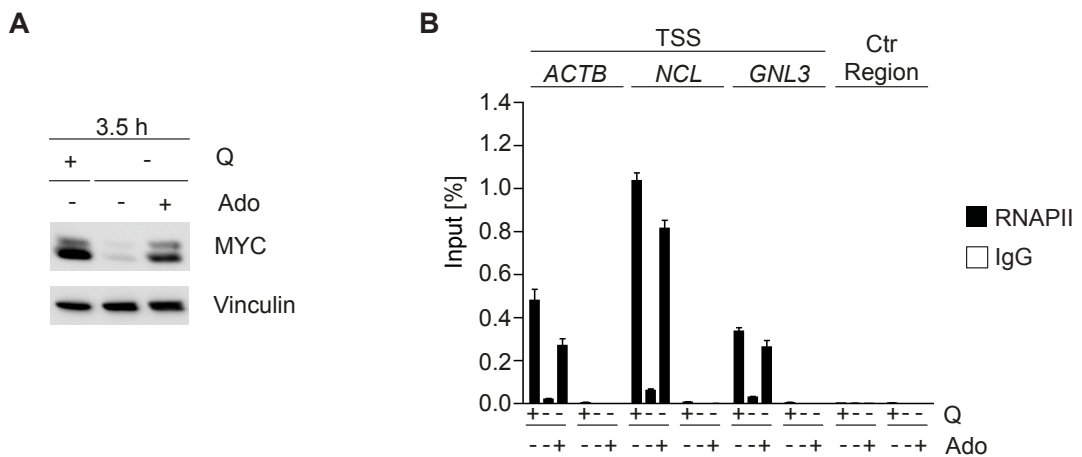 A
3.5 h
+ - Q
- - + Ado
MYC
Vinculin
B
TSS Ctr Region
ACTB NCL GNL3
Input [%]
1.4
1.2
1.0
0.8
0.6
0.4
0.2
0.0
RNAPII
IgG
+-- +-- +-- +-- +-- +-- +-- +-- Q
--+ --+ --+ --+ --+ --+ --+ --+ Ado